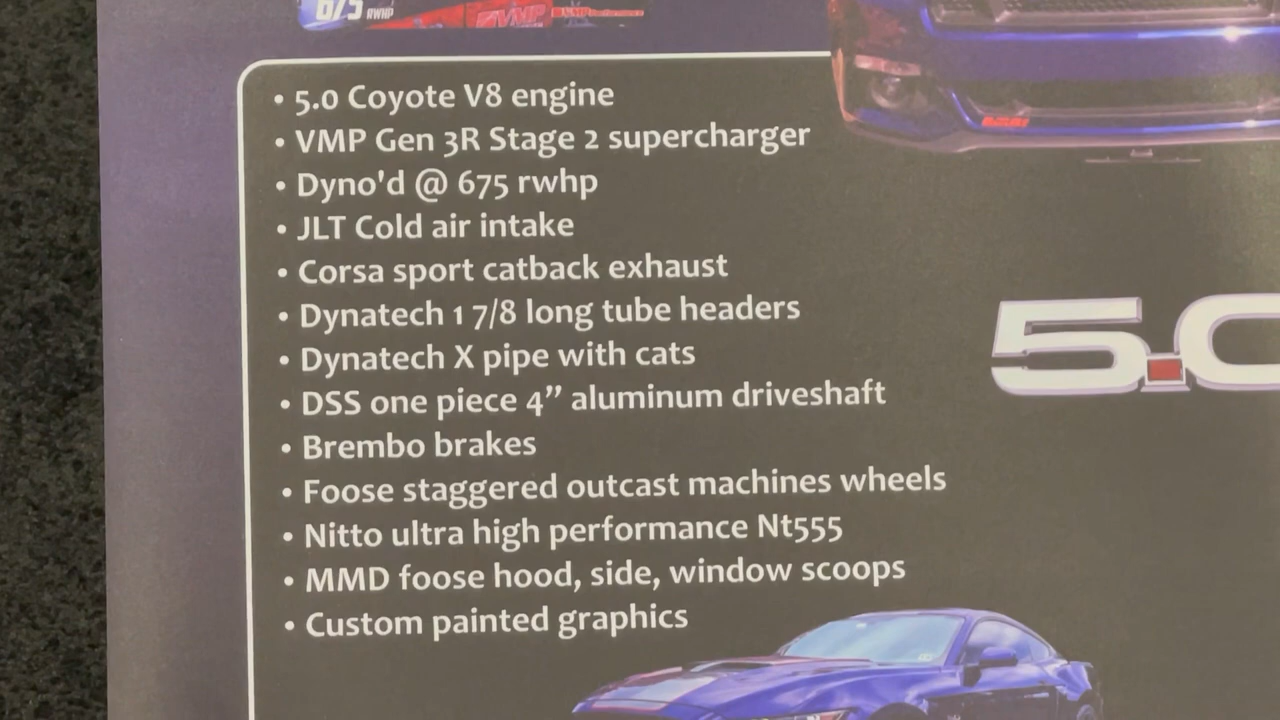 675 RWHP VMP
• 5.0 Coyote V8 engine
• VMP Gen 3R Stage 2 supercharger
• Dyno'd @ 675 rwhp
• JLT Cold air intake
• Corsa sport catback exhaust
• Dynatech 1 7/8 long tube headers
• Dynatech X pipe with cats
• DSS one piece 4” aluminum driveshaft
• Brembo brakes
• Foose staggered outcast machines wheels
• Nitto ultra high performance Nt555
• MMD foose hood, side, window scoops
• Custom painted graphics
5.0